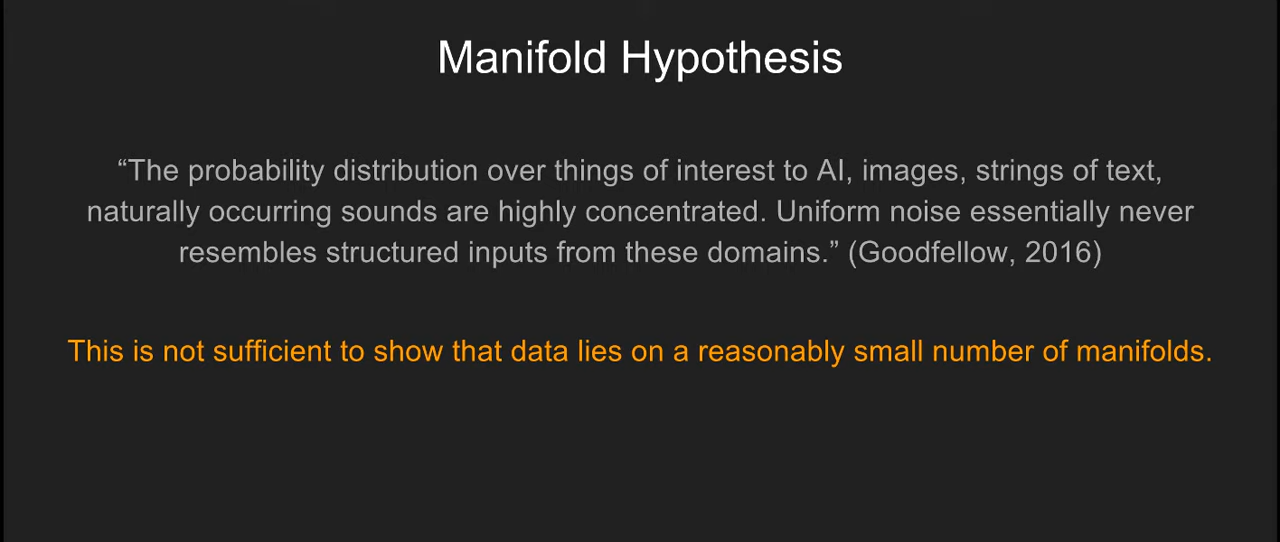 Manifold Hypothesis
“The probability distribution over things of interest to AI, images, strings of text,
naturally occurring sounds are highly concentrated. Uniform noise essentially never
resembles structured inputs from these domains.” (Goodfellow, 2016)
This is not sufficient to show that data lies on a reasonably small number of manifolds.